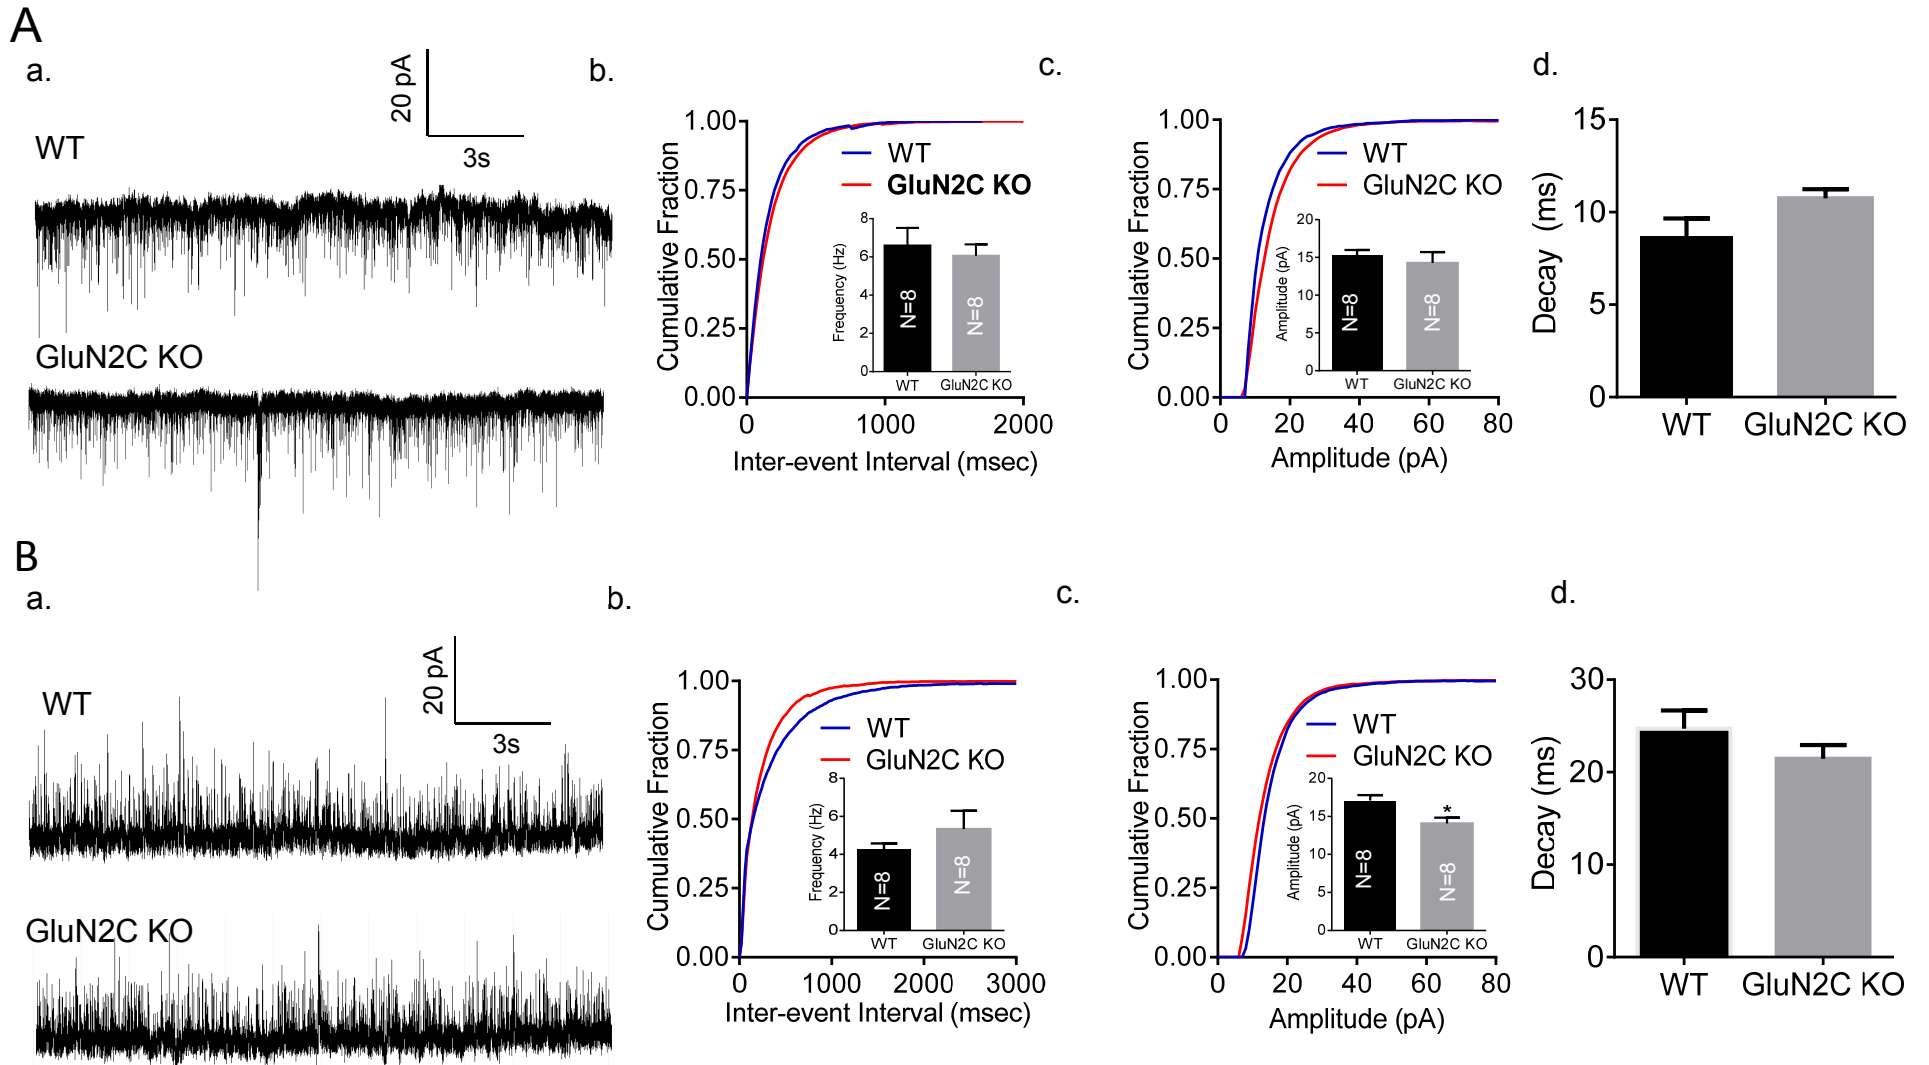 A
a.
20 pA
3s
WT
GluN2C KO
b.
1.00
0.75
0.50
0.25
0.00
Cumulative Fraction
WT
GluN2C KO
8
6
4
2
0
Frequency (Hz)
N=8
N=8
WT
GluN2C KO
0
1000
2000
Inter-event Interval (msec)
c.
1.00
0.75
0.50
0.25
0.00
Cumulative Fraction
WT
GluN2C KO
20
15
10
5
0
Amplitude (pA)
N=8
N=8
WT
GluN2C KO
0
20
40
60
80
Amplitude (pA)
d.
15
10
5
0
Decay (ms)
WT
GluN2C KO
B
a.
20 pA
3s
WT
GluN2C KO
b.
1.00
0.75
0.50
0.25
0.00
Cumulative Fraction
WT
GluN2C KO
8
6
4
2
0
Frequency (Hz)
N=8
N=8
WT
GluN2C KO
0
1000
2000
3000
Inter-event Interval (msec)
c.
1.00
0.75
0.50
0.25
0.00
Cumulative Fraction
WT
GluN2C KO
20
15
10
5
0
Amplitude (pA)
*
N=8
N=8
WT
GluN2C KO
0
20
40
60
80
Amplitude (pA)
d.
30
20
10
0
Decay (ms)
WT
GluN2C KO